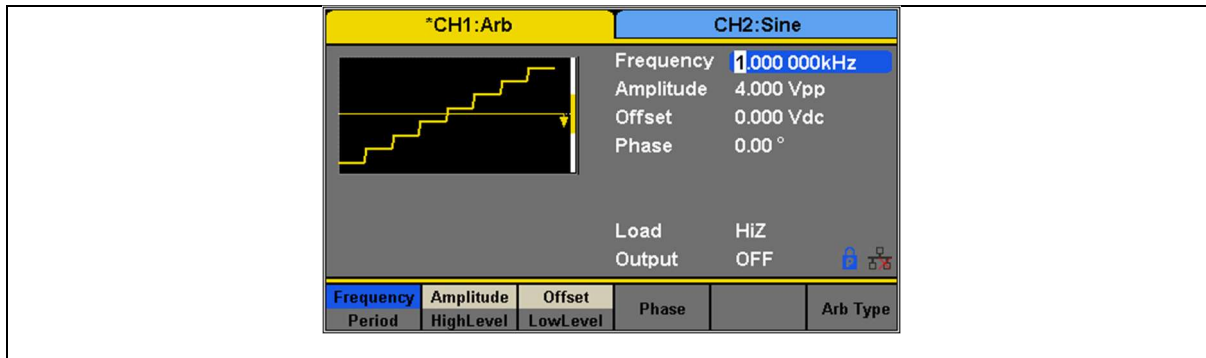 *CH1:Arb CH2:Sine
Frequency 1.000 000kHz
Amplitude 4.000 Vpp
Offset 0.000 Vdc
Phase 0.00 °
Load HiZ
Output OFF
P
Frequency Amplitude Offset Phase Arb Type
Period HighLevel LowLevel